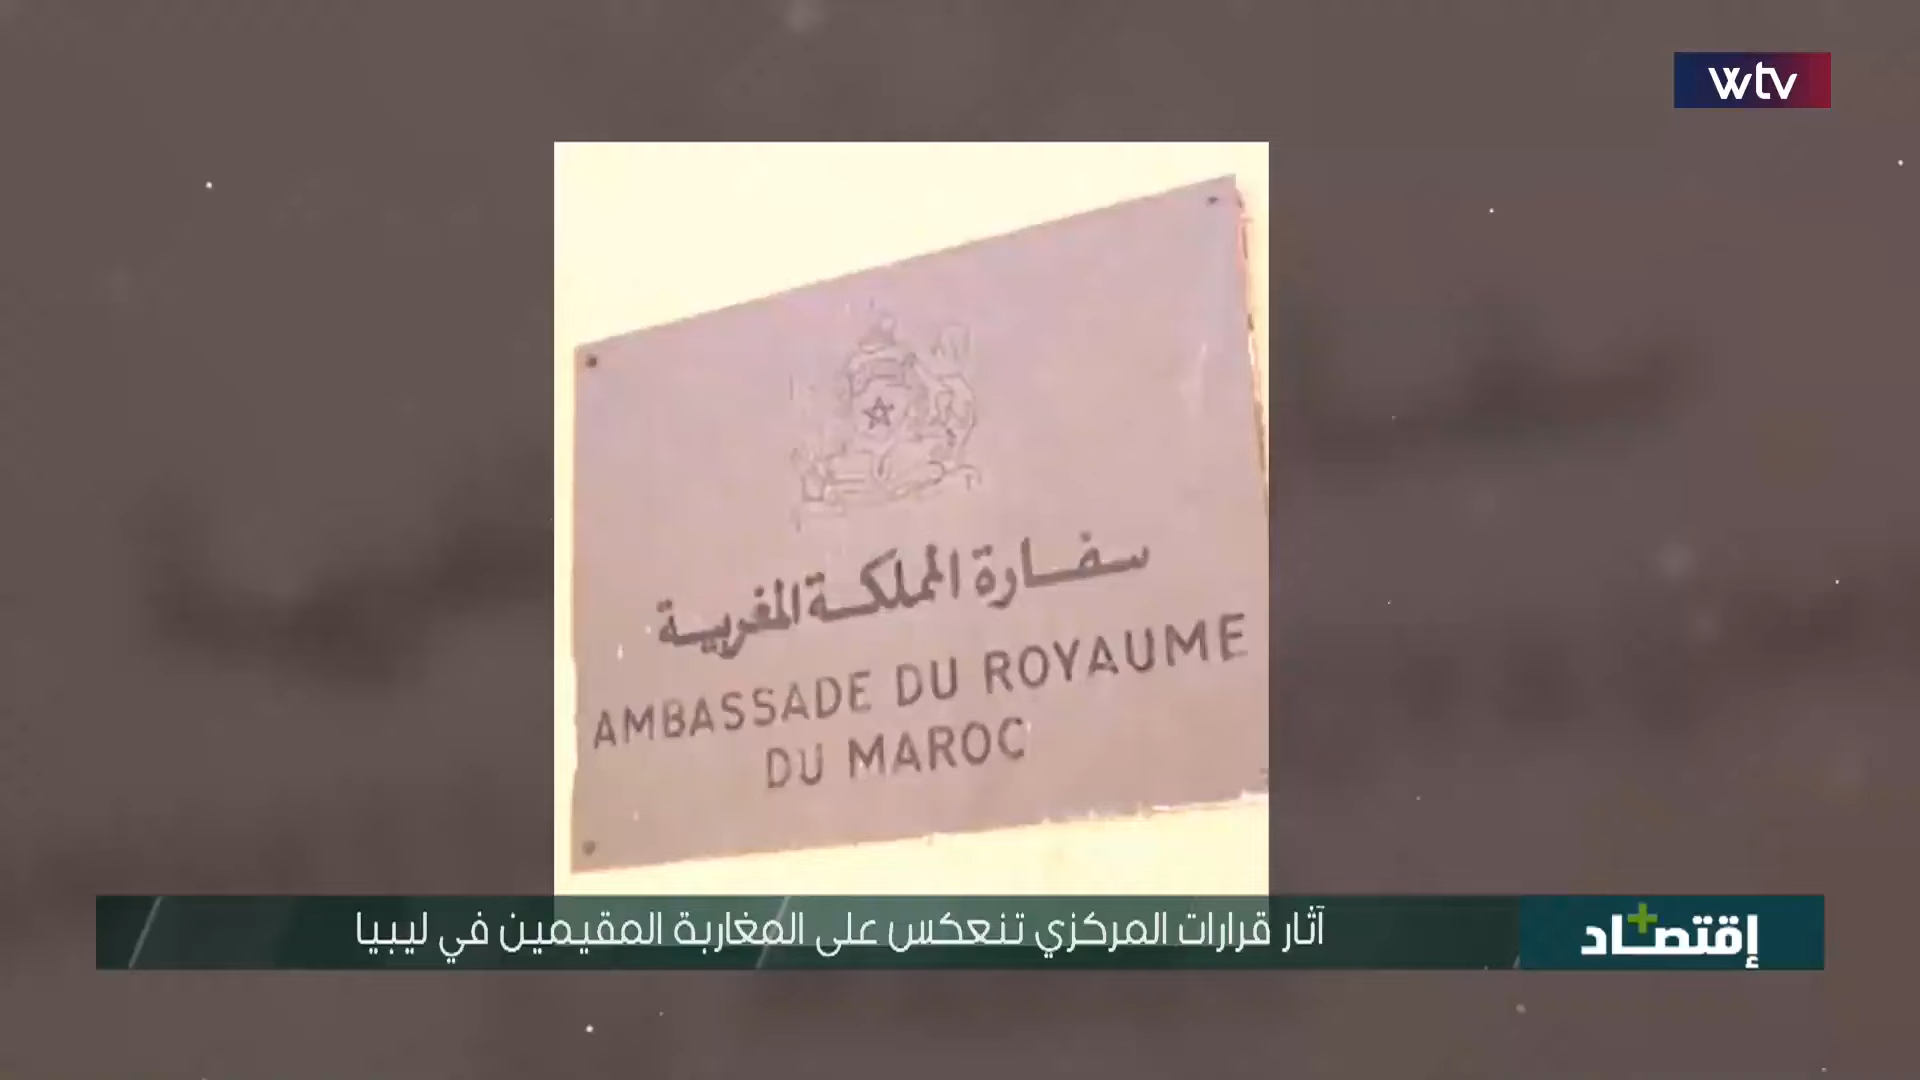 wtv
سفارة المملكة المغربية
AMBASSADE DU ROYAUME
DU MAROC
آثار قرارات المركزي تنعكس على المغاربة المقيمين في ليبيا
إقتصاد+